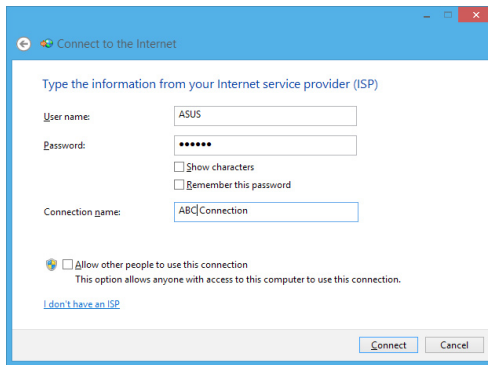 Connect to the Internet
Type the information from your Internet service provider (ISP)
User name: ASUS
Password: ••••••
Show characters
Remember this password
Connection name: ABC Connection
Allow other people to use this connection
This option allows anyone with access to this computer to use this connection.
I don't have an ISP
Connect Cancel